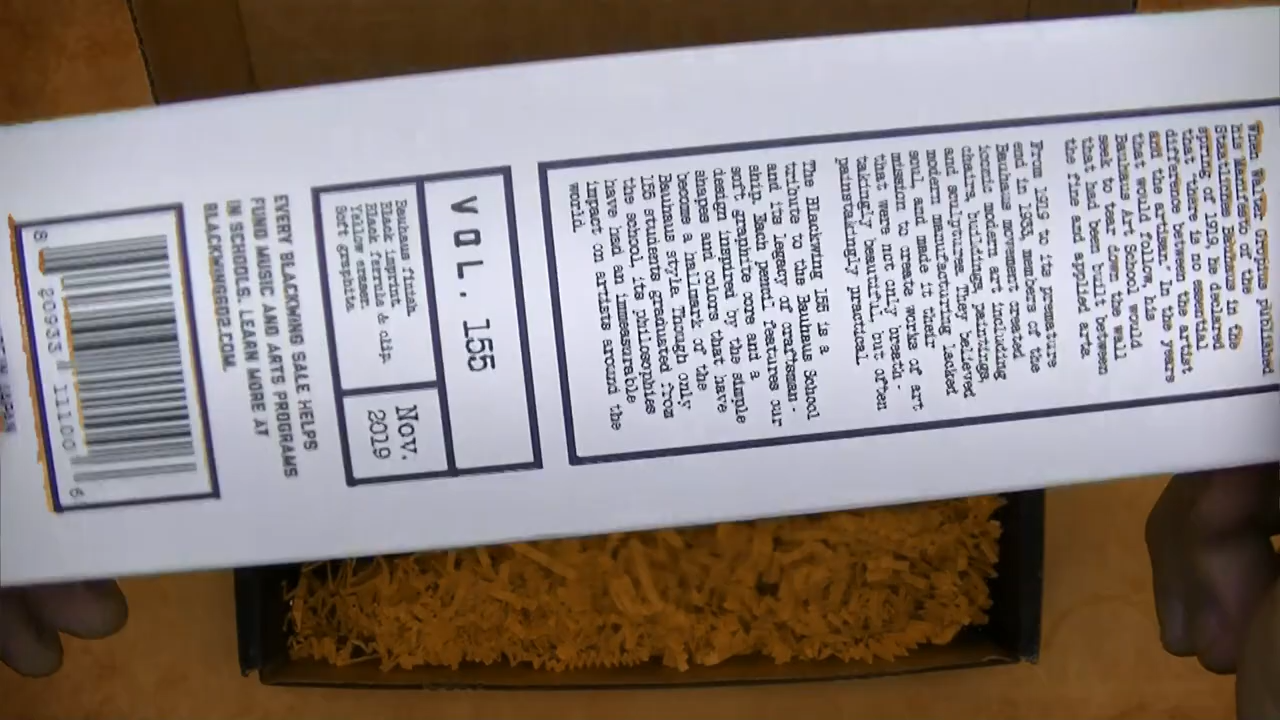 When Walter Gropius published
his Manifesto of the
Staatliches Bauhaus in the
spring of 1919, he declared
that 'there is no essential
difference between the artist
and the artisan.' In the years
that would follow, his
Bauhaus Art School would
seek to tear down the wall
that had been built between
the fine and applied arts.
From 1919 to its premature
end in 1933, members of the
Bauhaus movement created
iconic modern art including
chairs, buildings, paintings,
and sculptures. They believed
modern manufacturing lacked
soul, and made it their
mission to create works of art
that were not only breath-
takingly beautiful, but often
painstakingly practical.
The Blackwing 155 is a
tribute to the Bauhaus School
and its legacy of craftsman-
ship. Each pencil features our
soft graphite core and a
design inspired by the simple
shapes and colors that have
become a hallmark of the
Bauhaus style. Though only
155 students graduated from
the school, its philosophies
have had an immeasurable
impact on artists around the
world.
VOL. 155
Bauhaus finish.
Black imprint.
Black ferrule & clip.
Yellow eraser.
Soft graphite.
Nov.
2019
EVERY BLACKWING SALE HELPS
FUND MUSIC AND ARTS PROGRAMS
IN SCHOOLS. LEARN MORE AT
BLACKWING602.COM.
8 20933 11100 6